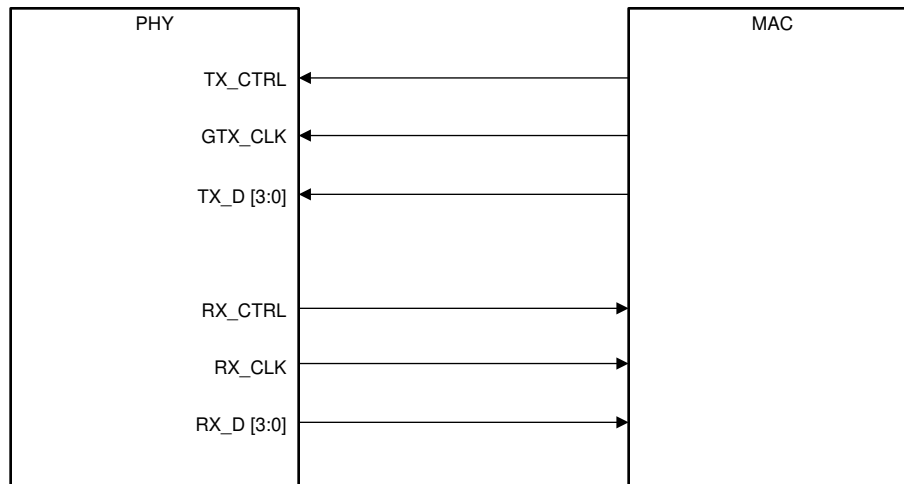 PHY
MAC
TX_CTRL
GTX_CLK
TX_D [3:0]
RX_CTRL
RX_CLK
RX_D [3:0]